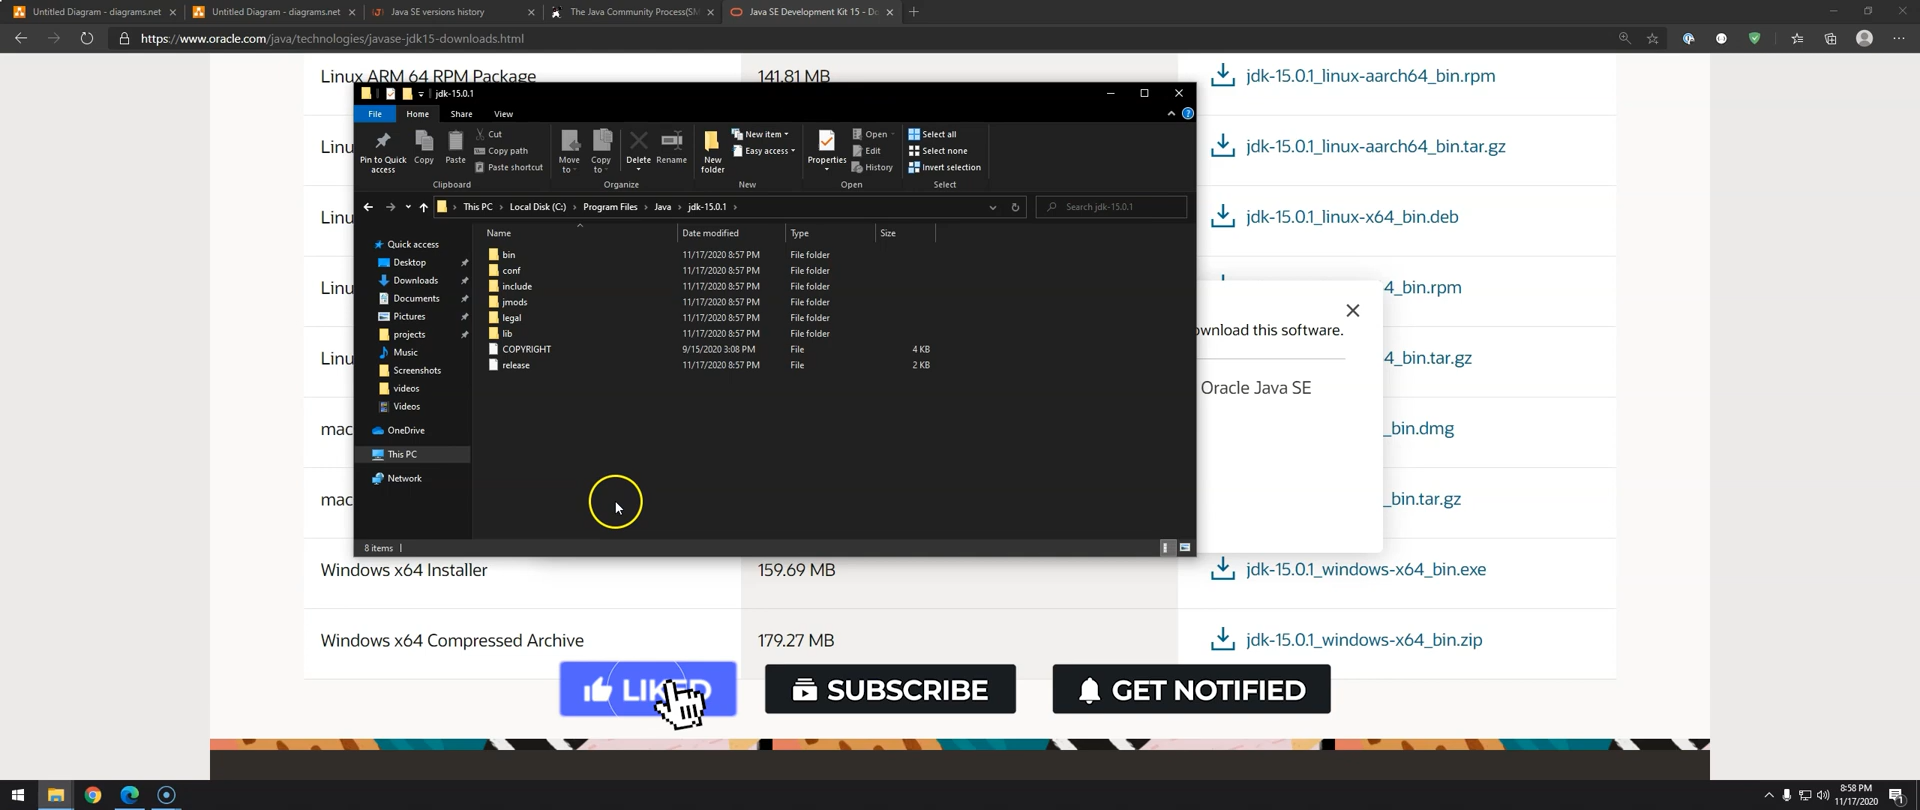 Untitled Diagram - diagrams.net
Untitled Diagram - diagrams.net
Java SE versions history
The Java Community Process(SM
Java SE Development Kit 15 - Do
https://www.oracle.com/java/technologies/javase-jdk15-downloads.html
Linux ARM 64 RPM Package 141.81 MB jdk-15.0.1_linux-aarch64_bin.rpm
jdk-15.0.1
File Home Share View
Pin to Quick access
Copy
Paste
Cut
Copy path
Paste shortcut
Move to
Copy to
Delete
Rename
New folder
New item
Easy access
Properties
Open
Edit
History
Select all
Select none
Invert selection
Clipboard Organize New Open Select
This PC > Local Disk (C:) > Program Files > Java > jdk-15.0.1 >
Search jdk-15.0.1
Name Date modified Type Size
bin 11/17/2020 8:57 PM File folder
conf 11/17/2020 8:57 PM File folder
include 11/17/2020 8:57 PM File folder
jmods 11/17/2020 8:57 PM File folder
legal 11/17/2020 8:57 PM File folder
lib 11/17/2020 8:57 PM File folder
COPYRIGHT 9/15/2020 3:08 PM File 4 KB
release 11/17/2020 8:57 PM File 2 KB
Quick access
Desktop
Downloads
Documents
Pictures
projects
Music
Screenshots
videos
Videos
OneDrive
This PC
Network
8 items
Linu jdk-15.0.1_linux-aarch64_bin.tar.gz
Linu jdk-15.0.1_linux-x64_bin.deb
Linu 4_bin.rpm
ownload this software.
Linu 4_bin.tar.gz
Oracle Java SE
mac _bin.dmg
mac _bin.tar.gz
Windows x64 Installer 159.69 MB jdk-15.0.1_windows-x64_bin.exe
Windows x64 Compressed Archive 179.27 MB jdk-15.0.1_windows-x64_bin.zip
LIKED
SUBSCRIBE
GET NOTIFIED
8:58 PM
11/17/2020